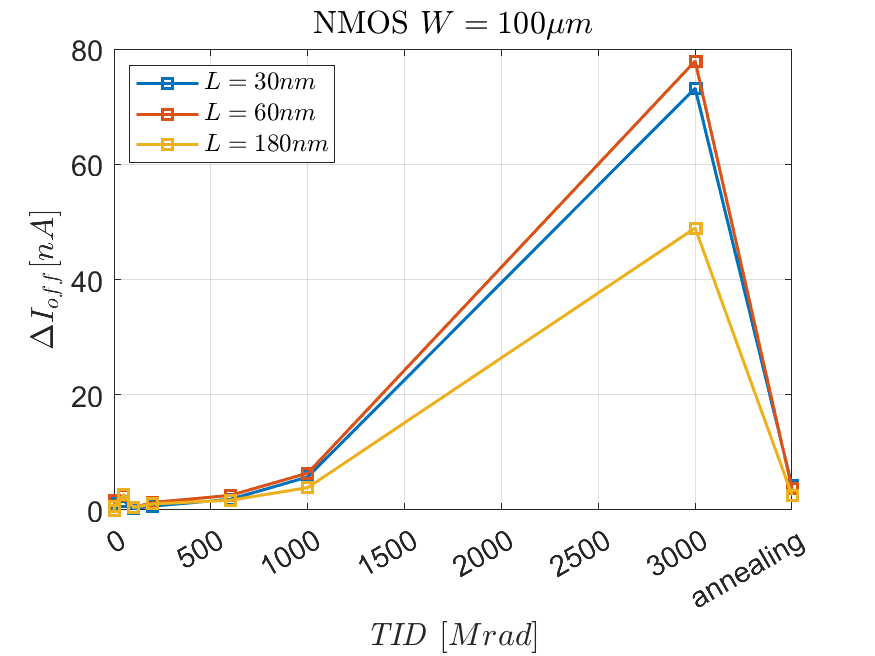 NMOS W = 100μm
L = 30nm
L = 60nm
L = 180nm
ΔI_off [nA]
80
60
40
20
0
0
500
1000
1500
2000
2500
3000
annealing
TID [Mrad]